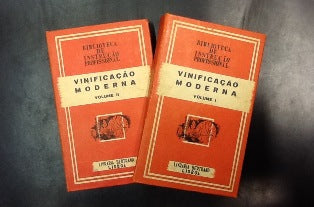 BIBLIOTECA
DE
INSTRUÇÃO
PROFISSIONAL
VINIFICAÇÃO
MODERNA
VOLUME II
LIVRARIA BERTRAND
LISBOA
BIBLIOTECA
DE
INSTRUÇÃO
PROFISSIONAL
VINIFICAÇÃO
MODERNA
VOLUME I
LIVRARIA BERTRAND
LISBOA